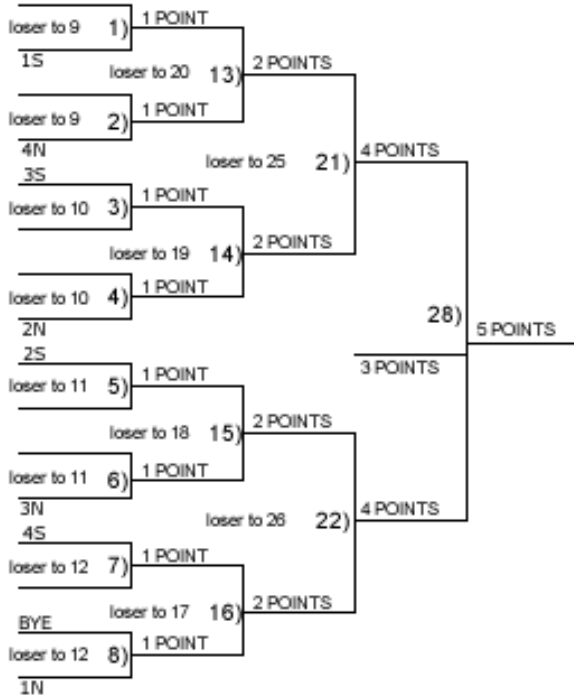 1 POINT
loser to 9 1)
1S
2 POINTS
loser to 20 13)
1 POINT
loser to 9 2)
4N
4 POINTS
loser to 25 21)
3S
1 POINT
loser to 10 3)
2 POINTS
loser to 19 14)
1 POINT
loser to 10 4)
28)
2N
5 POINTS
2S
3 POINTS
1 POINT
loser to 11 5)
2 POINTS
loser to 18 15)
1 POINT
loser to 11 6)
3N
4 POINTS
loser to 26 22)
4S
1 POINT
loser to 12 7)
2 POINTS
loser to 17 16)
BYE
1 POINT
loser to 12 8)
1N